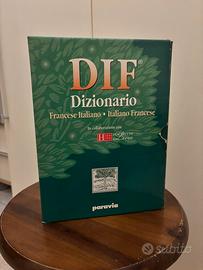 DIF
Dizionario
Francese Italiano • Italiano Francese
In collaborazione con
H
paravia
subito